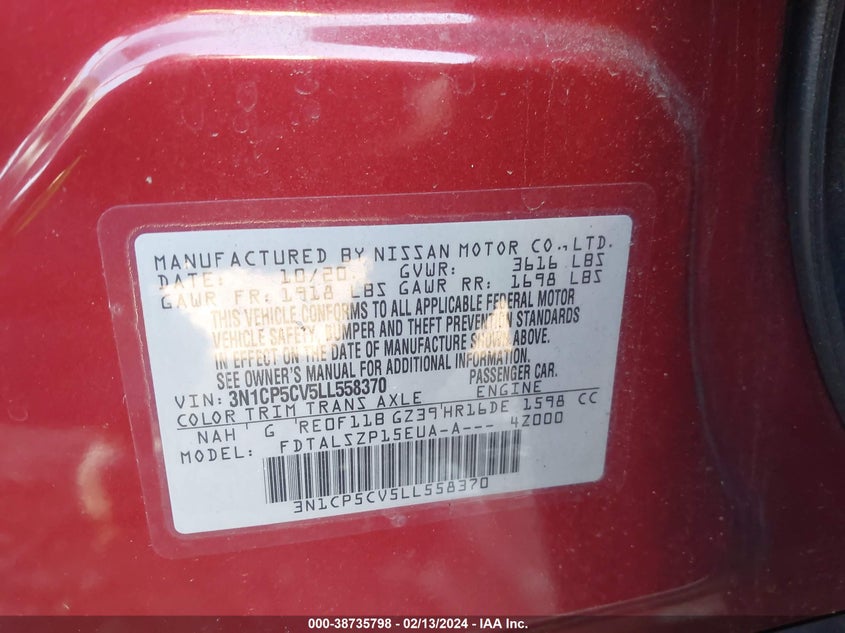 MANUFACTURED BY NISSAN MOTOR CO., LTD.
DATE: 10/20 GVWR: 3616 LBS
GAWR FR: 1918 LBS GAWR RR: 1698 LBS
THIS VEHICLE CONFORMS TO ALL APPLICABLE FEDERAL MOTOR
VEHICLE SAFETY, BUMPER AND THEFT PREVENTION STANDARDS
IN EFFECT ON THE DATE OF MANUFACTURE SHOWN ABOVE.
SEE OWNER'S MANUAL FOR ADDITIONAL INFORMATION.
VIN: 3N1CP5CV5LL558370 PASSENGER CAR.
COLOR TRIM TRANS AXLE ENGINE
NAH G RE0F11B GZ39 HR16DE 1598 CC
MODEL: FDTALSZP15EUA-A--- 4Z000
3N1CP5CV5LL558370
000-38735798 - 02/13/2024 - IAA Inc.